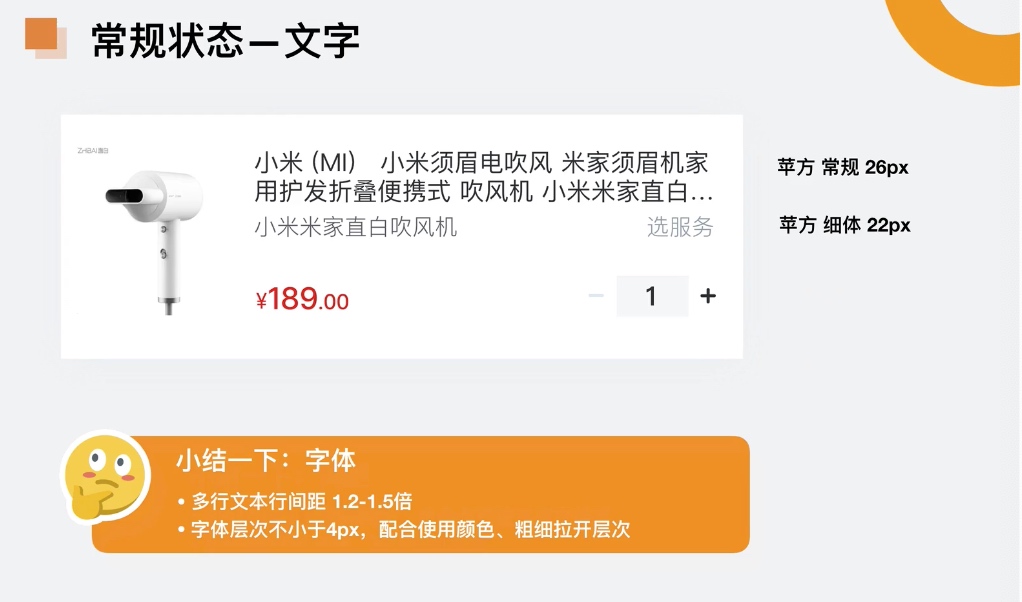 常规状态—文字
ZHIBAI直白
小米 (MI) 小米须眉电吹风 米家须眉机家
用护发折叠便携式 吹风机 小米米家直白...
小米米家直白吹风机 选服务
¥189.00 − 1 +
苹方 常规 26px
苹方 细体 22px
小结一下：字体
• 多行文本行间距 1.2-1.5倍
• 字体层次不小于4px，配合使用颜色、粗细拉开层次